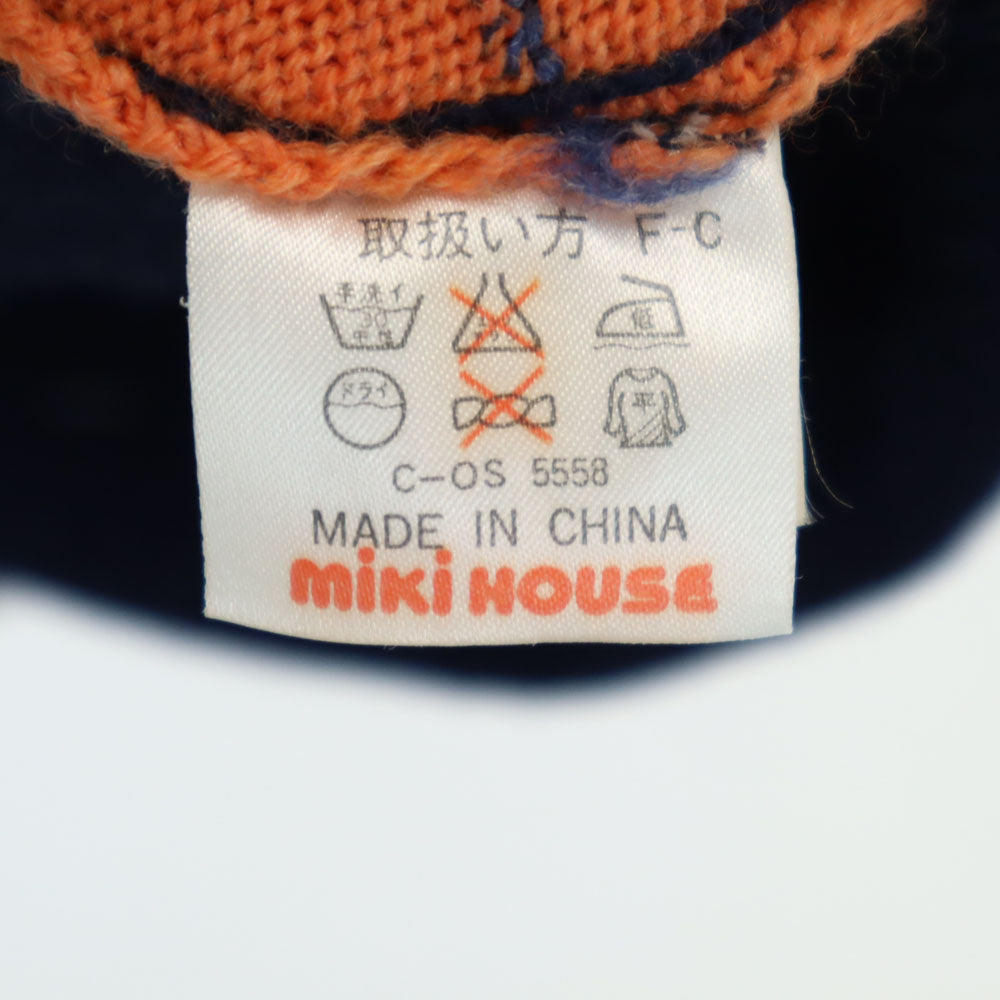 取扱い方 F-C
手洗イ
30
中性
低
ドライ
平
C-OS 5558
MADE IN CHINA
miki HOUSE